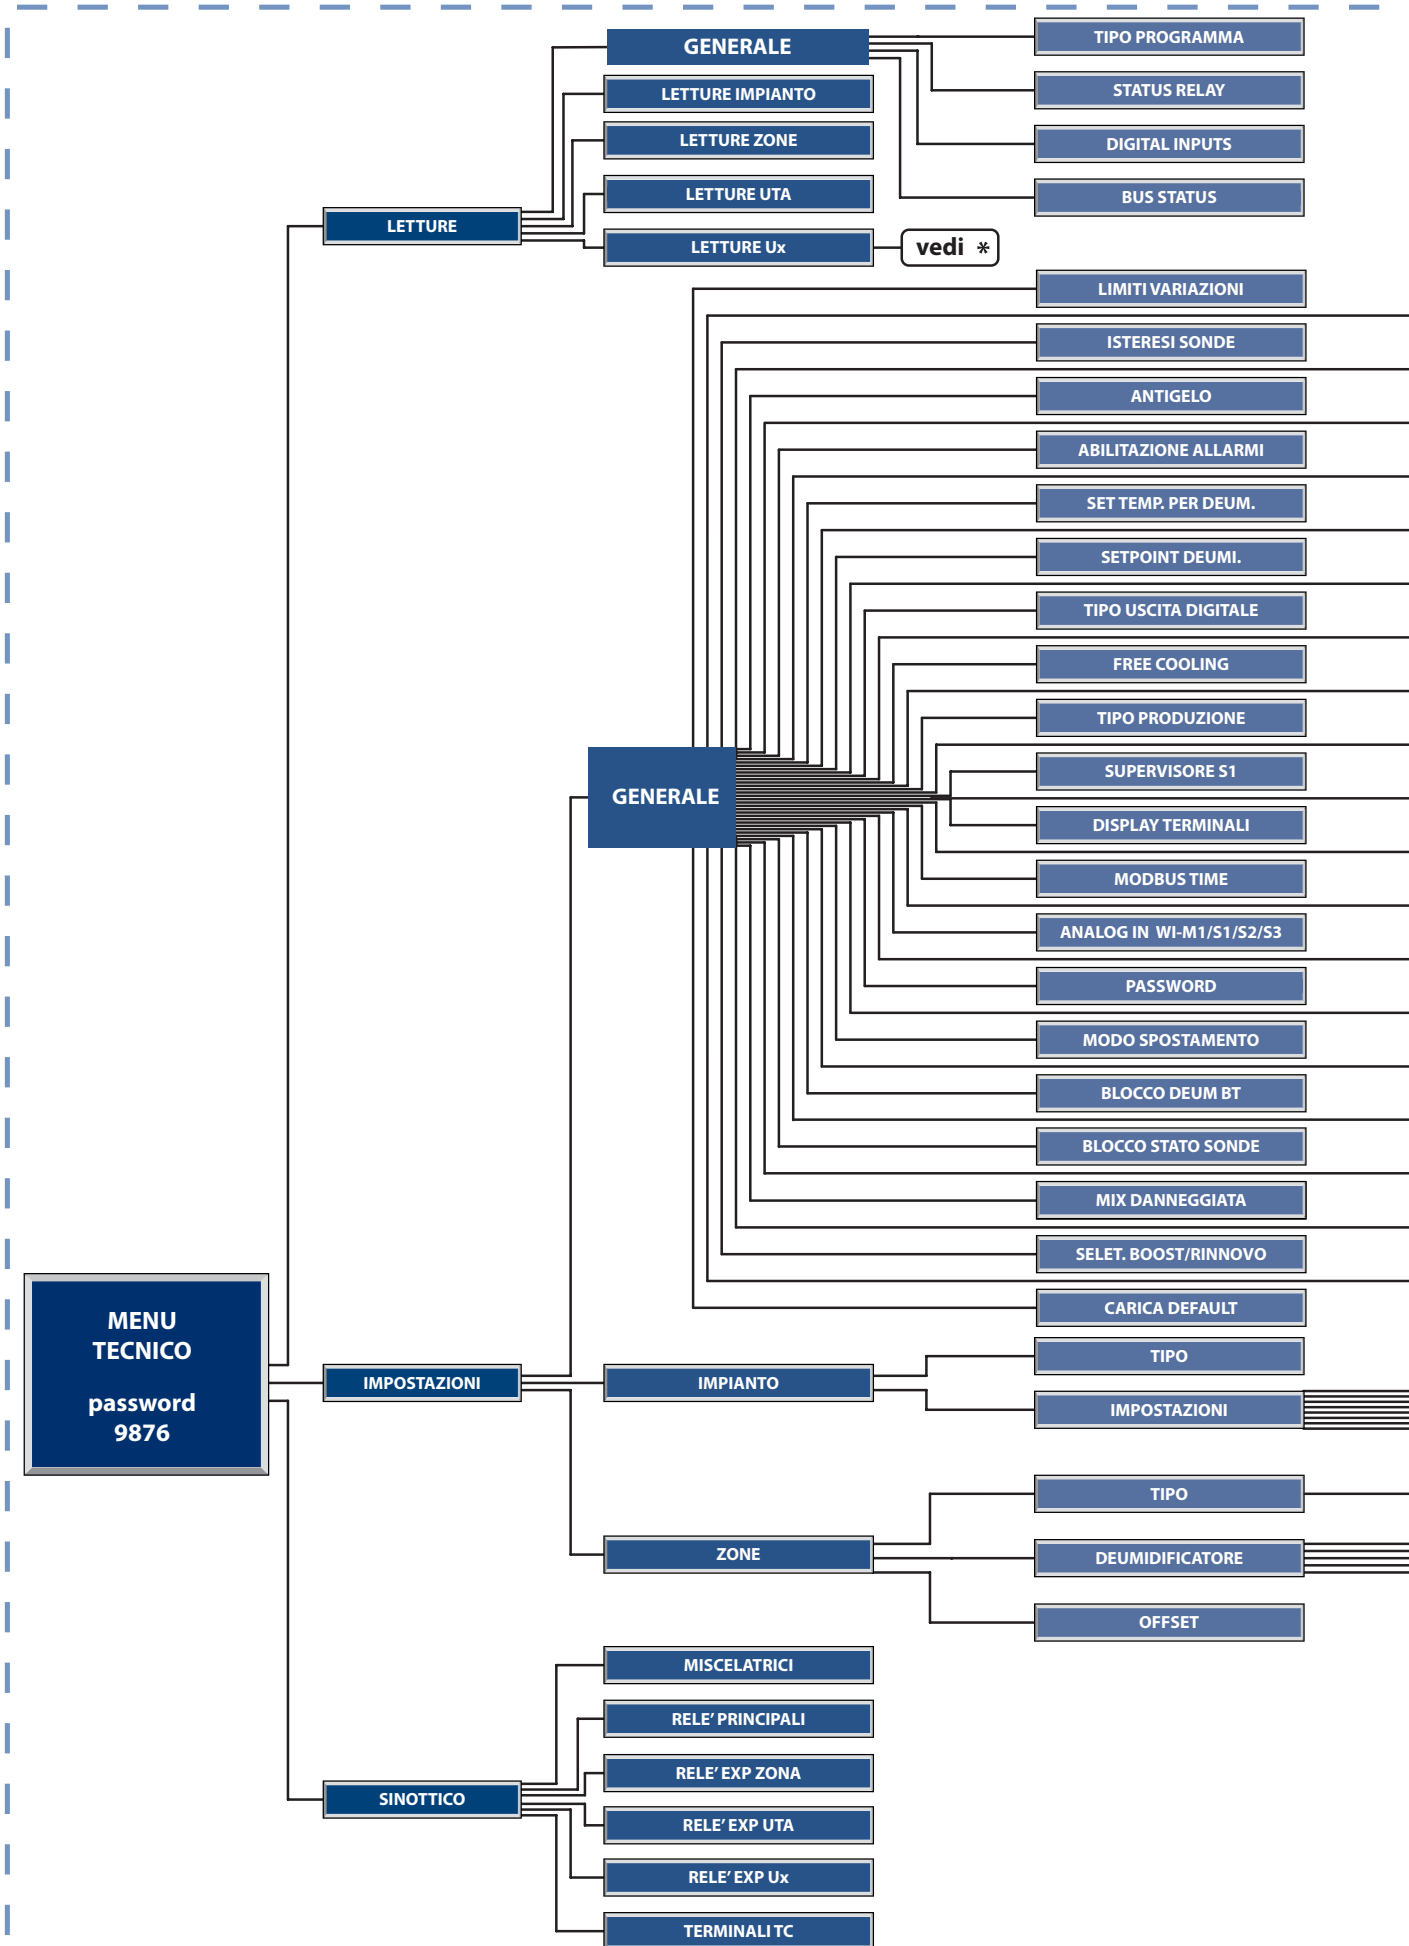 GENERALE
TIPO PROGRAMMA
LETTURE IMPIANTO
STATUS RELAY
LETTURE ZONE
DIGITAL INPUTS
LETTURE UTA
BUS STATUS
LETTURE
LETTURE Ux
vedi *
LIMITI VARIAZIONI
ISTERESI SONDE
ANTIGELO
ABILITAZIONE ALLARMI
SET TEMP. PER DEUM.
SETPOINT DEUMI.
TIPO USCITA DIGITALE
FREE COOLING
TIPO PRODUZIONE
SUPERVISORE S1
GENERALE
DISPLAY TERMINALI
MODBUS TIME
ANALOG IN WI-M1/S1/S2/S3
PASSWORD
MODO SPOSTAMENTO
BLOCCO DEUM BT
BLOCCO STATO SONDE
MIX DANNEGGIATA
SELET. BOOST/RINNOVO
CARICA DEFAULT
MENU
TECNICO
password
9876
IMPOSTAZIONI
IMPIANTO
TIPO
IMPOSTAZIONI
ZONE
TIPO
DEUMIDIFICATORE
OFFSET
SINOTTICO
MISCELATRICI
RELE' PRINCIPALI
RELE' EXP ZONA
RELE' EXP UTA
RELE' EXP Ux
TERMINALI TC